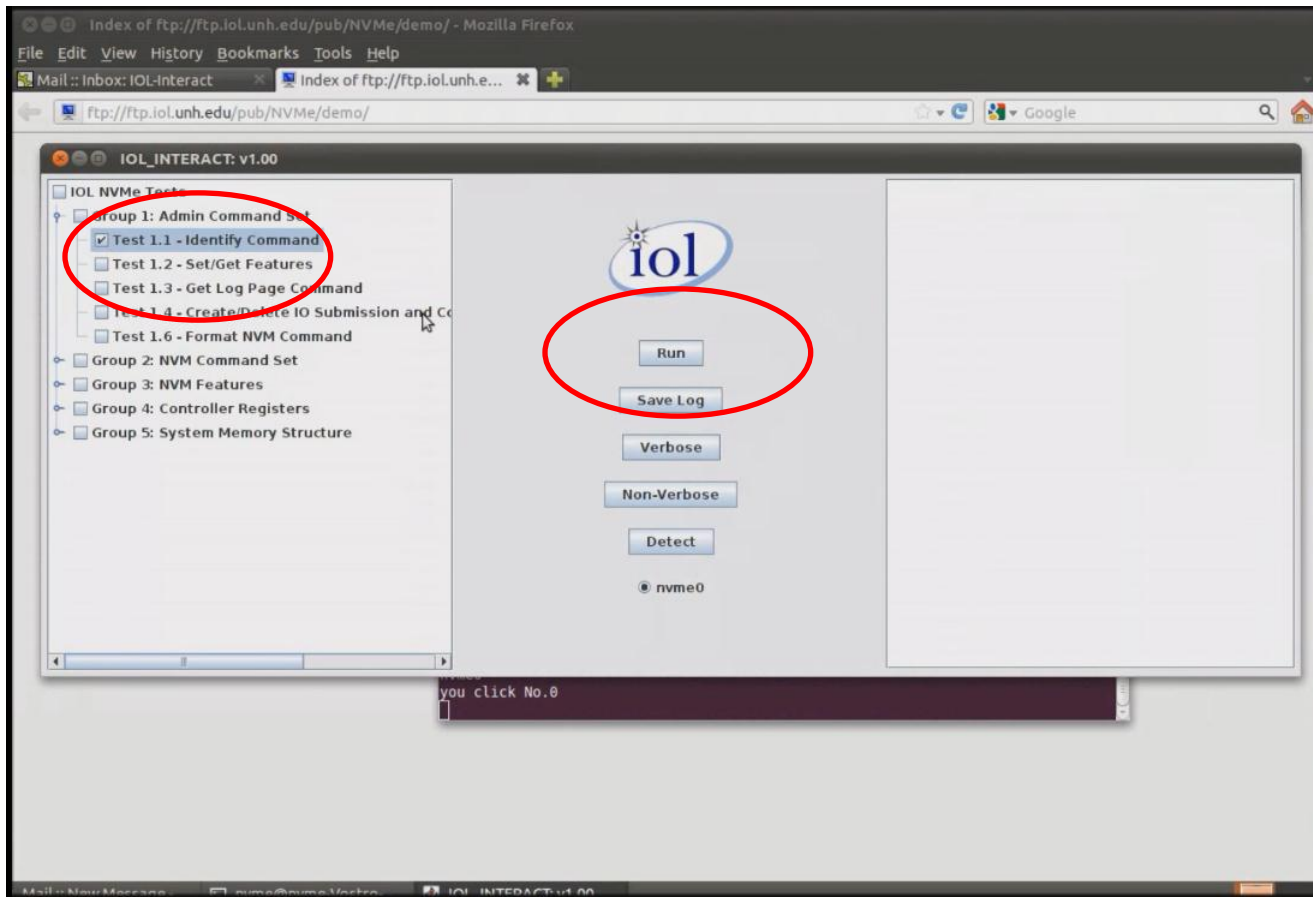 Index of ftp://ftp.iol.unh.edu/pub/NVMe/demo/ - Mozilla Firefox
File Edit View History Bookmarks Tools Help
Mail :: Inbox: IOL-Interact
Index of ftp://ftp.iol.unh.e...
ftp://ftp.iol.unh.edu/pub/NVMe/demo/
Google
IOL_INTERACT: v1.00
IOL NVMe Tests
Group 1: Admin Command Set
Test 1.1 - Identify Command
Test 1.2 - Set/Get Features
Test 1.3 - Get Log Page Command
Test 1.4 - Create/Delete IO Submission and Co
Test 1.6 - Format NVM Command
Group 2: NVM Command Set
Group 3: NVM Features
Group 4: Controller Registers
Group 5: System Memory Structure
iol
Run
Save Log
Verbose
Non-Verbose
Detect
nvme0
you click No.0
Mail :: New Message -
nvme@nvme-Vostro-
IOL_INTERACT: v1.00